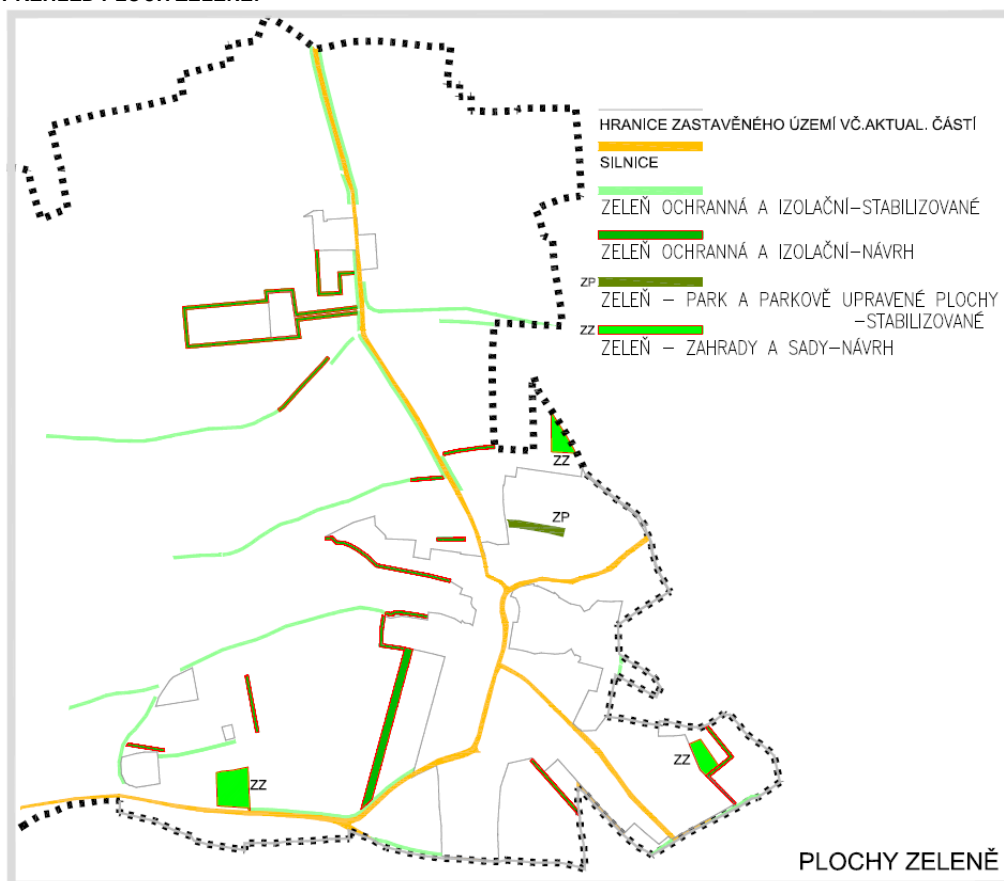 HRANICE ZASTAVĚNÉHO ÚZEMÍ VČ.AKTUAL. ČÁSTÍ
SILNICE
ZELEŇ OCHRANNÁ A IZOLAČNÍ–STABILIZOVANÉ
ZELEŇ OCHRANNÁ A IZOLAČNÍ–NÁVRH
ZP
ZELEŇ – PARK A PARKOVĚ UPRAVENÉ PLOCHY
–STABILIZOVANÉ
ZZ
ZELEŇ – ZAHRADY A SADY–NÁVRH
ZZ
ZP
ZZ
ZZ
PLOCHY ZELENĚ